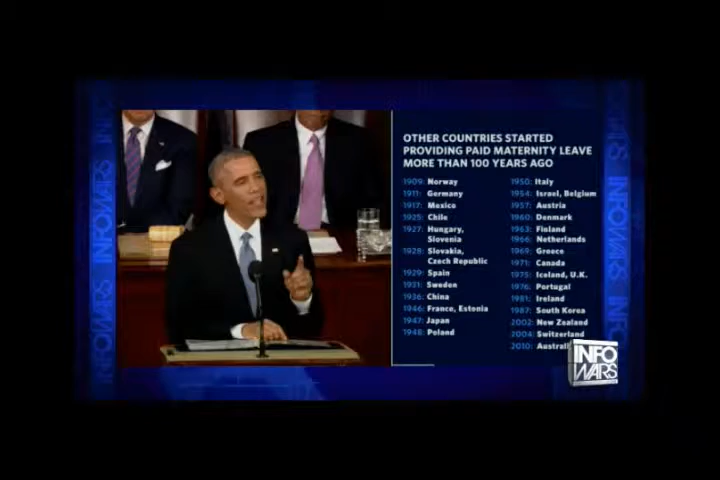 OTHER COUNTRIES STARTED
PROVIDING PAID MATERNITY LEAVE
MORE THAN 100 YEARS AGO
1909: Norway
1911: Germany
1917: Mexico
1925: Chile
1927: Hungary,
Slovenia
1928: Slovakia,
Czech Republic
1929: Spain
1931: Sweden
1936: China
1946: France, Estonia
1947: Japan
1948: Poland
1950: Italy
1954: Israel, Belgium
1957: Austria
1960: Denmark
1963: Finland
1966: Netherlands
1969: Greece
1971: Canada
1975: Iceland, U.K.
1976: Portugal
1981: Ireland
1987: South Korea
2002: New Zealand
2004: Switzerland
2010: Australi
INFO
WARS
INFOWARS
INFOWARS